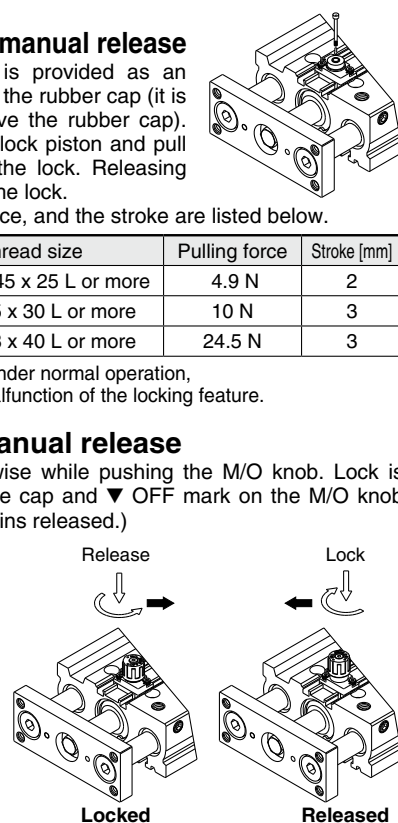 manual release
is provided as an
the rubber cap (it is
ve the rubber cap).
lock piston and pull
the lock. Releasing
he lock.
ce, and the stroke are listed below.
read size Pulling force Stroke [mm]
45 x 25 L or more 4.9 N 2
x 30 L or more 10 N 3
x 40 L or more 24.5 N 3
nder normal operation,
lfunction of the locking feature.
anual release
wise while pushing the M/O knob. Lock is
e cap and ▼ OFF mark on the M/O knob
ins released.)
Release Lock
Locked Released